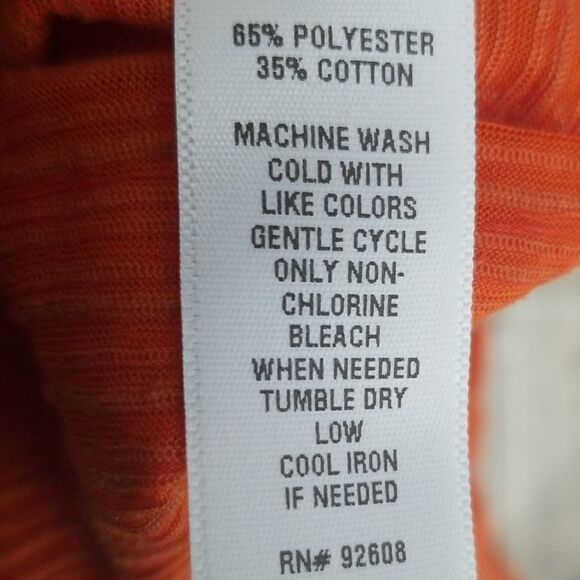 65% POLYESTER
35% COTTON
MACHINE WASH
COLD WITH
LIKE COLORS
GENTLE CYCLE
ONLY NON-
CHLORINE
BLEACH
WHEN NEEDED
TUMBLE DRY
LOW
COOL IRON
IF NEEDED
RN# 92608